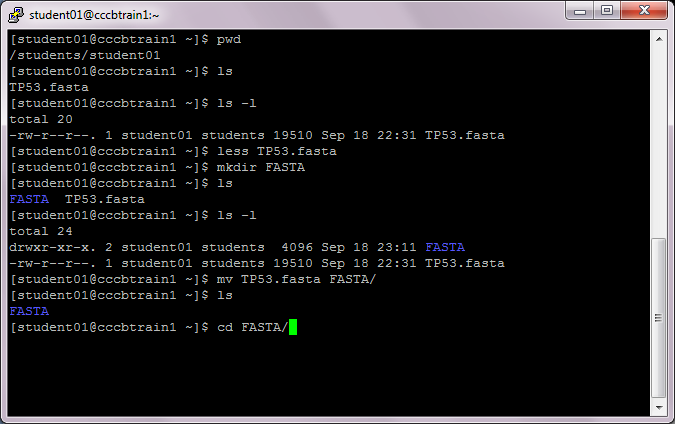 student01@cccbtrain1:~
[student01@cccbtrain1 ~]$ pwd
/students/student01
[student01@cccbtrain1 ~]$ ls
TP53.fasta
[student01@cccbtrain1 ~]$ ls -l
total 20
-rw-r--r--. 1 student01 students 19510 Sep 18 22:31 TP53.fasta
[student01@cccbtrain1 ~]$ less TP53.fasta
[student01@cccbtrain1 ~]$ mkdir FASTA
[student01@cccbtrain1 ~]$ ls
FASTA  TP53.fasta
[student01@cccbtrain1 ~]$ ls -l
total 24
drwxr-xr-x. 2 student01 students  4096 Sep 18 23:11 FASTA
-rw-r--r--. 1 student01 students 19510 Sep 18 22:31 TP53.fasta
[student01@cccbtrain1 ~]$ mv TP53.fasta FASTA/
[student01@cccbtrain1 ~]$ ls
FASTA
[student01@cccbtrain1 ~]$ cd FASTA/